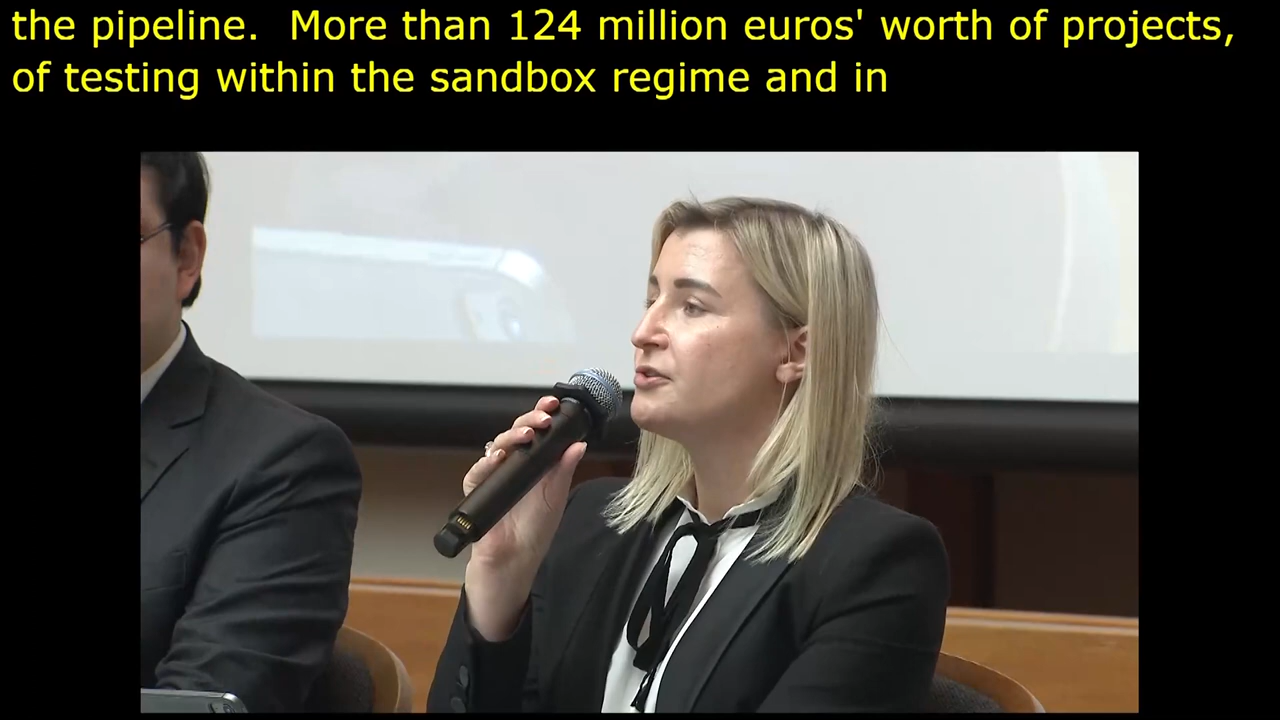 the pipeline.  More than 124 million euros' worth of projects,
of testing within the sandbox regime and in